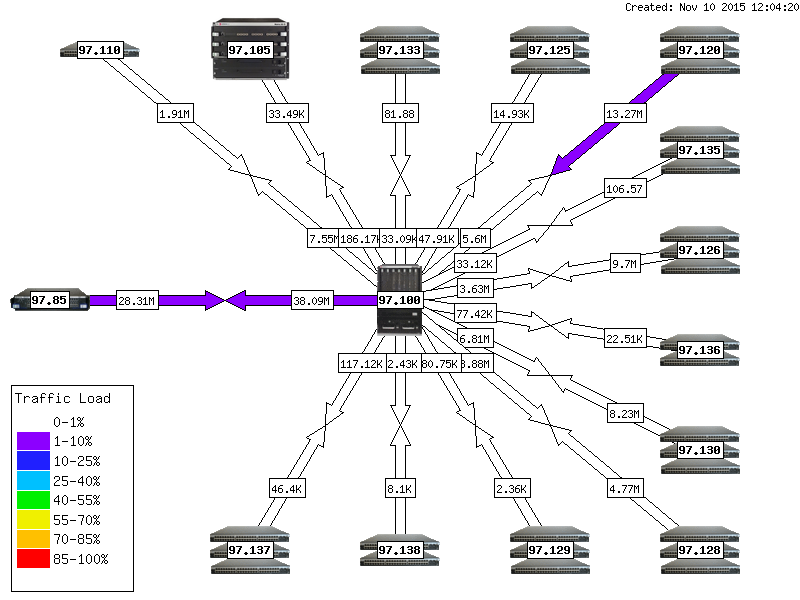 Created: Nov 10 2015 12:04:20
97.110
97.105
97.133
97.125
97.120
1.91M
33.49K
81.88
14.93K
13.27M
97.135
106.57
7.55M
186.17K
33.09K
47.91K
5.6M
33.12K
97.126
9.7M
3.63M
97.85
28.31M
38.09M
97.100
77.42K
22.51K
97.136
6.81M
117.12K
2.43K
80.75K
3.88M
8.23M
97.130
46.4K
8.1K
2.36K
4.77M
97.137
97.138
97.129
97.128
Traffic Load
0-1%
1-10%
10-25%
25-40%
40-55%
55-70%
70-85%
85-100%